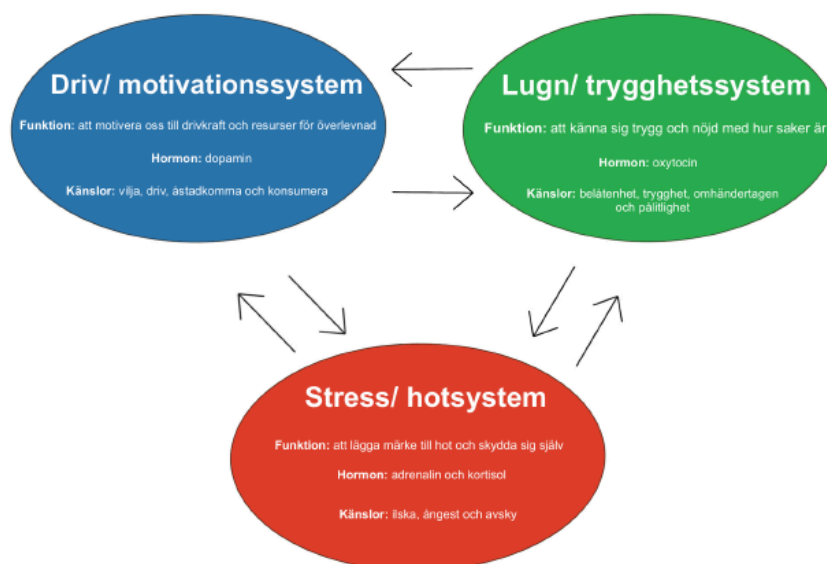 Driv/ motivationssystem
Funktion: att motivera oss till drivkraft och resurser för överlevnad
Hormon: dopamin
Känslor: vilja, driv, åstadkomma och konsumera
Lugn/ trygghetssystem
Funktion: att känna sig trygg och nöjd med hur saker är
Hormon: oxytocin
Känslor: belåtenhet, trygghet, omhändertagen
och pålitlighet
Stress/ hotsystem
Funktion: att lägga märke till hot och skydda sig själv
Hormon: adrenalin och kortisol
Känslor: ilska, ångest och avsky